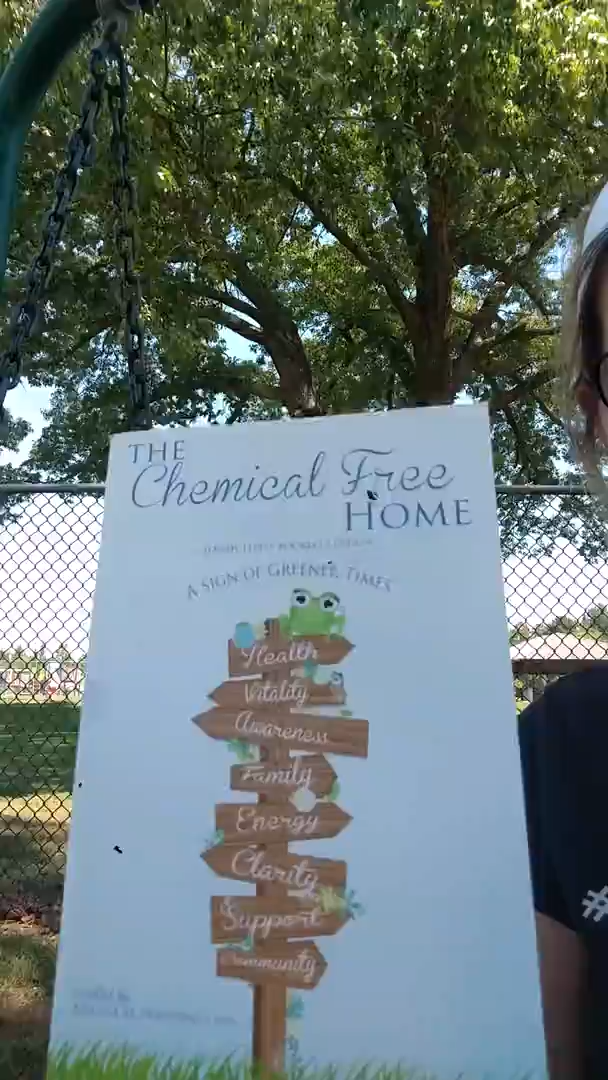 THE
Chemical Free
HOME
A SIGN OF GREENER TIMES
Health
Vitality
Awareness
Family
Energy
Clarity
Support
Community
#